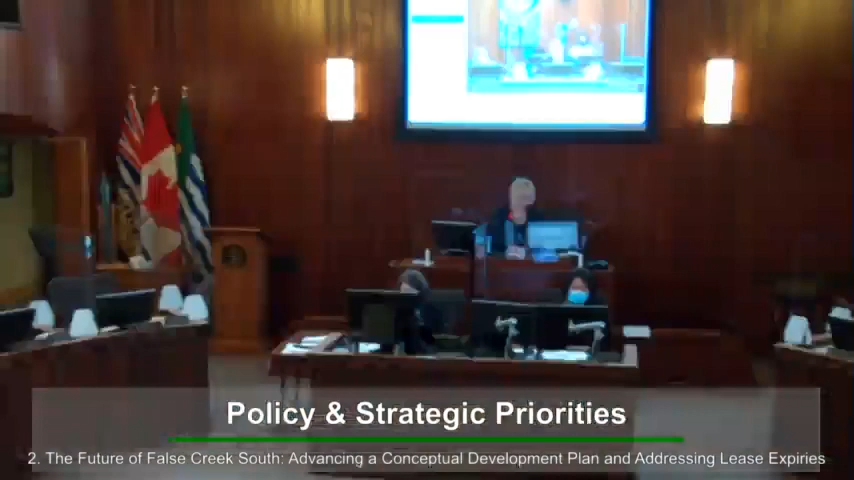 Policy & Strategic Priorities
2. The Future of False Creek South: Advancing a Conceptual Development Plan and Addressing Lease Expiries